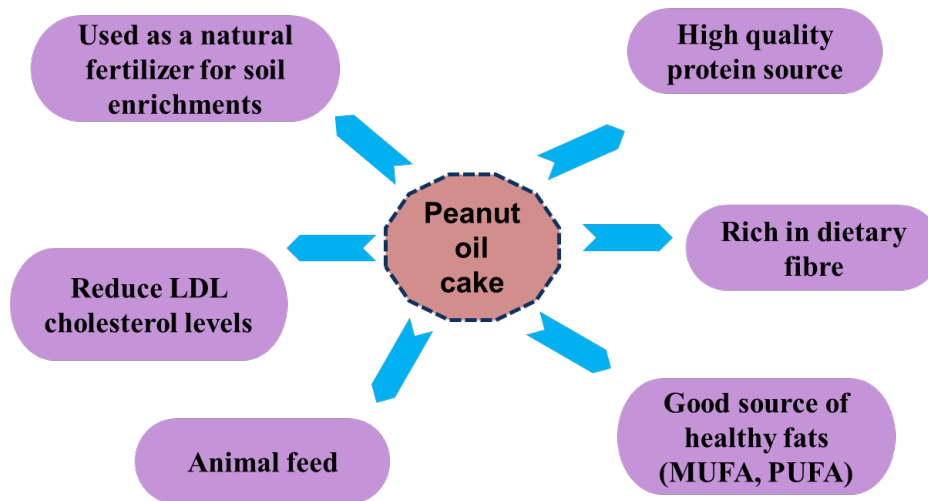 Used as a natural
fertilizer for soil
enrichments
High quality
protein source
Peanut
oil
cake
Reduce LDL
cholesterol levels
Rich in dietary
fibre
Animal feed
Good source of
healthy fats
(MUFA, PUFA)